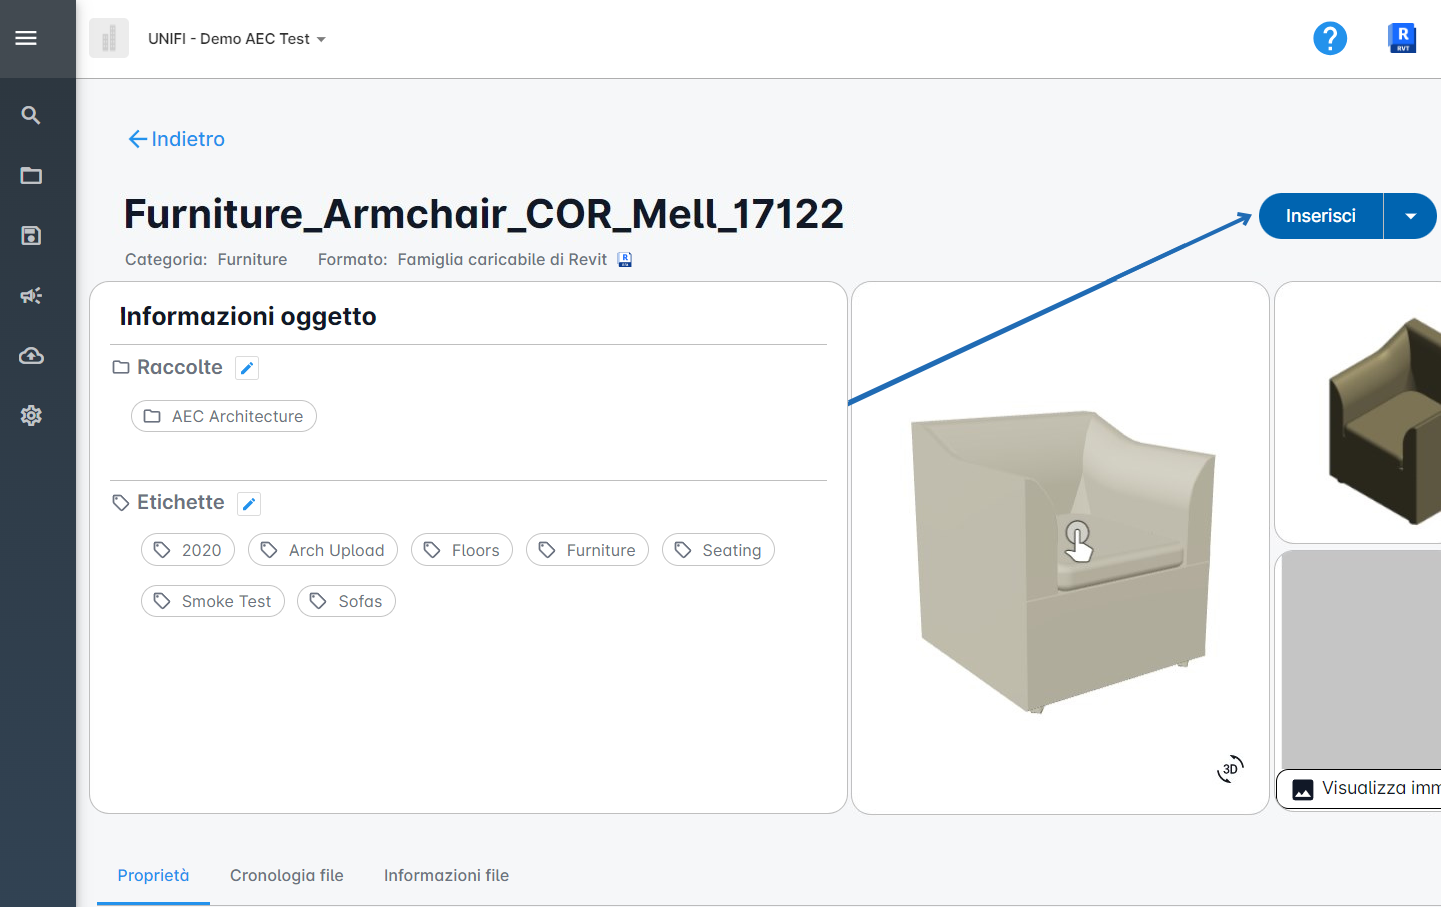 UNIFI - Demo AEC Test
?
R
RVT
Indietro
Furniture_Armchair_COR_Mell_17122
Inserisci
Categoria: Furniture Formato: Famiglia caricabile di Revit
R
Informazioni oggetto
Raccolte
AEC Architecture
Etichette
2020 Arch Upload Floors Furniture Seating
Smoke Test Sofas
3D
Visualizza imm
Proprietà Cronologia file Informazioni file